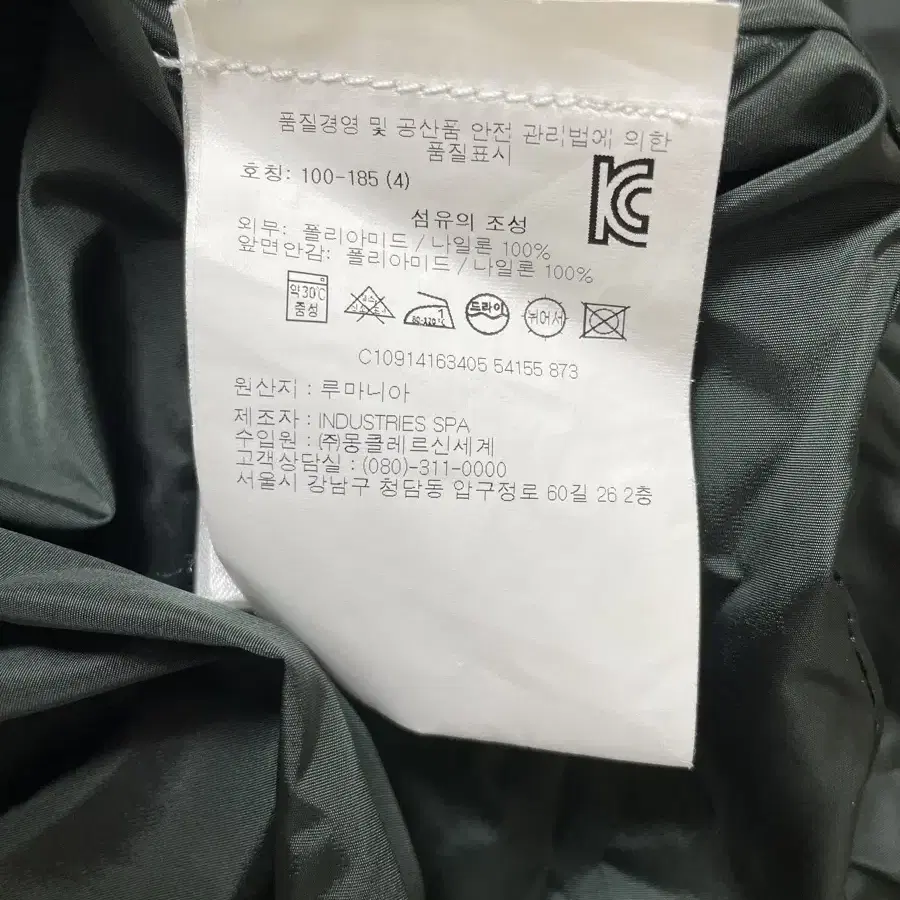 품질경영 및 공산품 안전 관리법에 의한
품질표시
호칭: 100-185 (4)
KC
섬유의 조성
외부: 폴리아미드 / 나일론 100%
앞면안감: 폴리아미드 / 나일론 100%
약30℃
중성
1
80-120℃
드라이
뉘어서
C10914163405 54155 873
원산지 : 루마니아
제조자 : INDUSTRIES SPA
수입원 : ㈜몽클레르신세계
고객상담실 : (080)-311-0000
서울시 강남구 청담동 압구정로 60길 26 2층